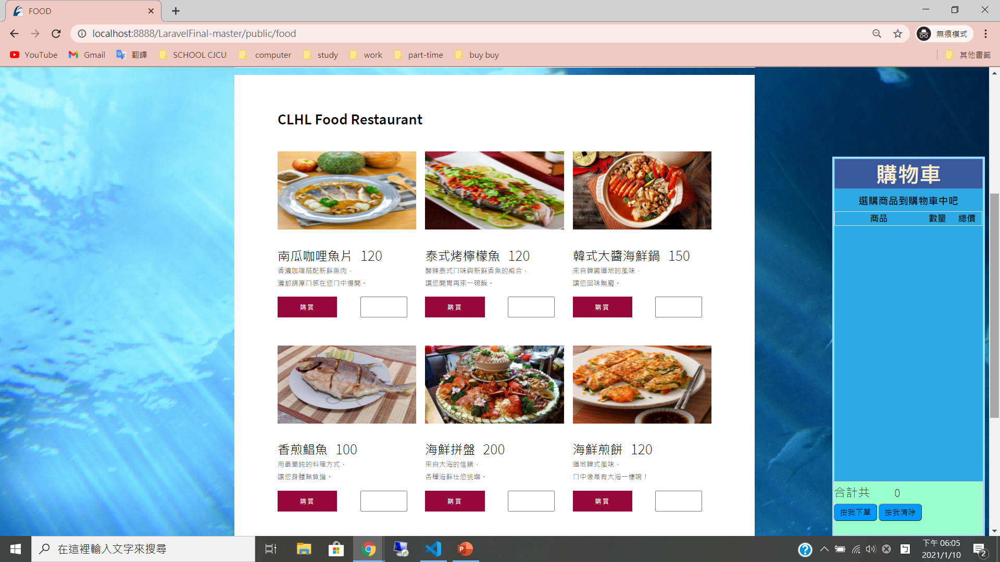 FOOD
localhost:8888/LaravelFinal-master/public/food
無痕模式
YouTube
Gmail
翻譯
SCHOOL CJCU
computer
study
work
part-time
buy buy
其他書籤
CLHL Food Restaurant
南瓜咖哩魚片 120
香濃咖哩搭配新鮮魚肉，
濃郁綿厚口感在您口中爆開。
購買
泰式烤檸檬魚 120
酸辣泰式口味與新鮮香魚的組合，
讓您開胃再來一碗飯。
購買
韓式大醬海鮮鍋 150
來自韓國道地的風味，
讓您回味無窮。
購買
香煎鯧魚 100
用最單純的料理方式，
讓您身體無負擔。
購買
海鮮拼盤 200
來自大海的佳餚，
各種海鮮任您挑選。
購買
海鮮煎餅 120
道地韓式風味，
口中像是有大海一樣唷！
購買
購物車
選購商品到購物車中吧
商品 數量 總價
合計共 0
按我下單 按我清除
在這裡輸入文字來搜尋
下午 06:05
2021/1/10
2